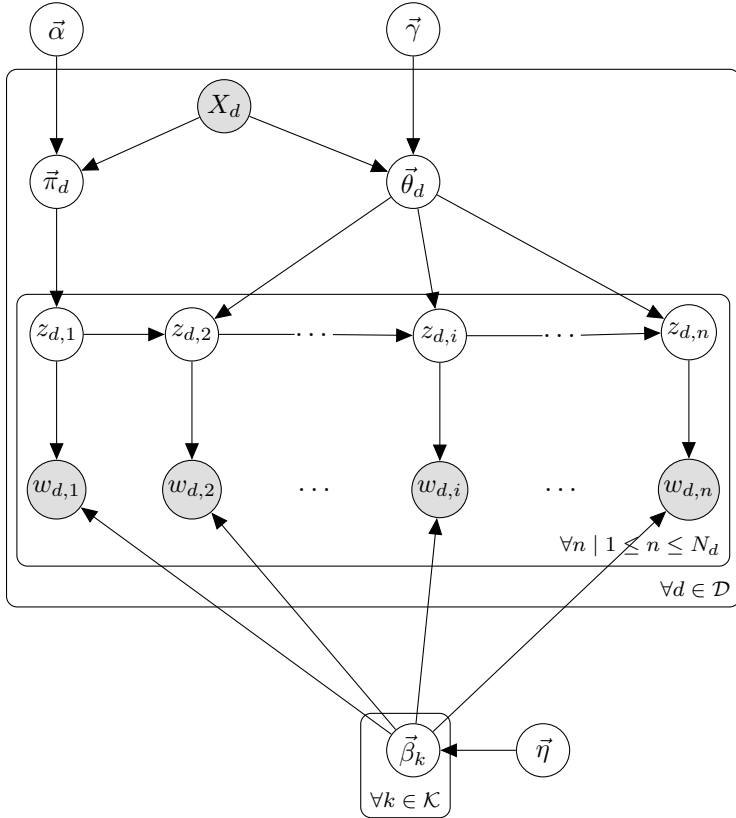 α⃗ γ⃗
X_d
π⃗_d θ⃗_d
z_{d,1} z_{d,2} ... z_{d,i} ... z_{d,n}
w_{d,1} w_{d,2} ... w_{d,i} ... w_{d,n}
∀n | 1 ≤ n ≤ N_d
∀d ∈ 𝒟
β⃗_k η⃗
∀k ∈ 𝒦